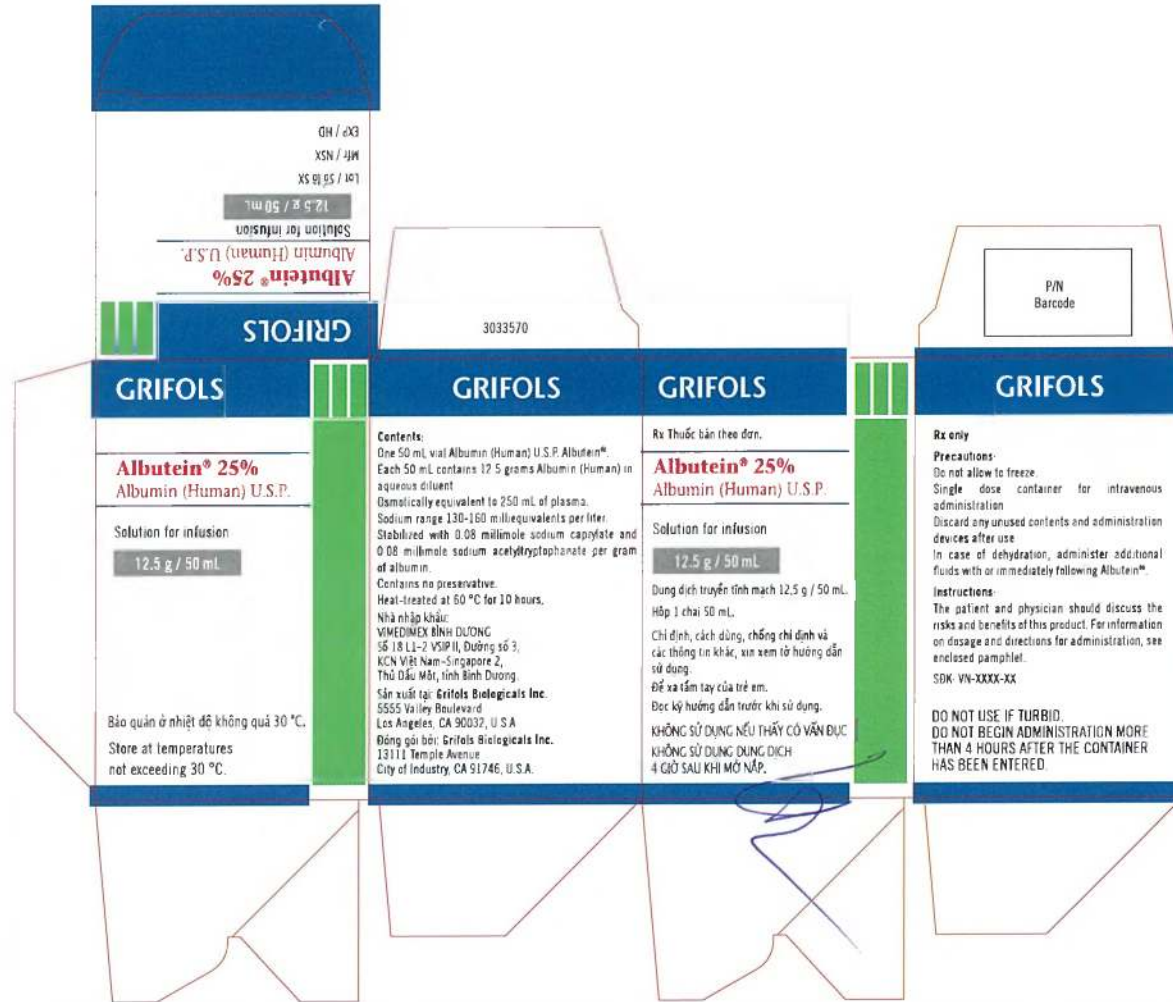 EXP / HD
Mfr / NSX
Lot / Số lô SX
12.5 g / 50 mL
Solution for infusion
Albumin (Human) U.S.P.
Albutein® 25%
GRIFOLS
3033570
P/N
Barcode
GRIFOLS
Albutein® 25%
Albumin (Human) U.S.P.
Solution for infusion
12.5 g / 50 mL
Bảo quản ở nhiệt độ không quá 30 °C.
Store at temperatures
not exceeding 30 °C.
GRIFOLS
Contents:
One 50 mL vial Albumin (Human) U.S.P. Albutein®.
Each 50 mL contains 12.5 grams Albumin (Human) in
aqueous diluent
Osmotically equivalent to 250 mL of plasma.
Sodium range 130-160 milliequivalents per liter.
Stabilized with 0.08 millimole sodium caprylate and
0.08 millimole sodium acetyltryptophanate per gram
of albumin.
Contains no preservative.
Heat-treated at 60 °C for 10 hours.
Nhà nhập khẩu:
VIMEDIMEX BÌNH DƯƠNG
Số 18 L1-2 VSIP II, Đường số 3,
KCN Việt Nam-Singapore 2,
Thủ Dầu Một, tỉnh Bình Dương.
Sản xuất tại: Grifols Biologicals Inc.
5555 Valley Boulevard
Los Angeles, CA 90032, U.S.A
Đóng gói bởi: Grifols Biologicals Inc.
13111 Temple Avenue
City of Industry, CA 91746, U.S.A.
GRIFOLS
Rx Thuốc bán theo đơn.
Albutein® 25%
Albumin (Human) U.S.P.
Solution for infusion
12.5 g / 50 mL
Dung dịch truyền tĩnh mạch 12,5 g / 50 mL.
Hộp 1 chai 50 mL.
Chỉ định, cách dùng, chống chỉ định và
các thông tin khác, xin xem tờ hướng dẫn
sử dụng.
Để xa tầm tay của trẻ em.
Đọc kỹ hướng dẫn trước khi sử dụng.
KHÔNG SỬ DỤNG NẾU THẤY CÓ VẨN ĐỤC
KHÔNG SỬ DỤNG DUNG DỊCH
4 GIỜ SAU KHI MỞ NẮP.
GRIFOLS
Rx only
Precautions:
Do not allow to freeze.
Single dose container for intravenous
administration
Discard any unused contents and administration
devices after use
In case of dehydration, administer additional
fluids with or immediately following Albutein®.
Instructions:
The patient and physician should discuss the
risks and benefits of this product. For information
on dosage and directions for administration, see
enclosed pamphlet.
SĐK: VN-XXXX-XX
DO NOT USE IF TURBID.
DO NOT BEGIN ADMINISTRATION MORE
THAN 4 HOURS AFTER THE CONTAINER
HAS BEEN ENTERED.